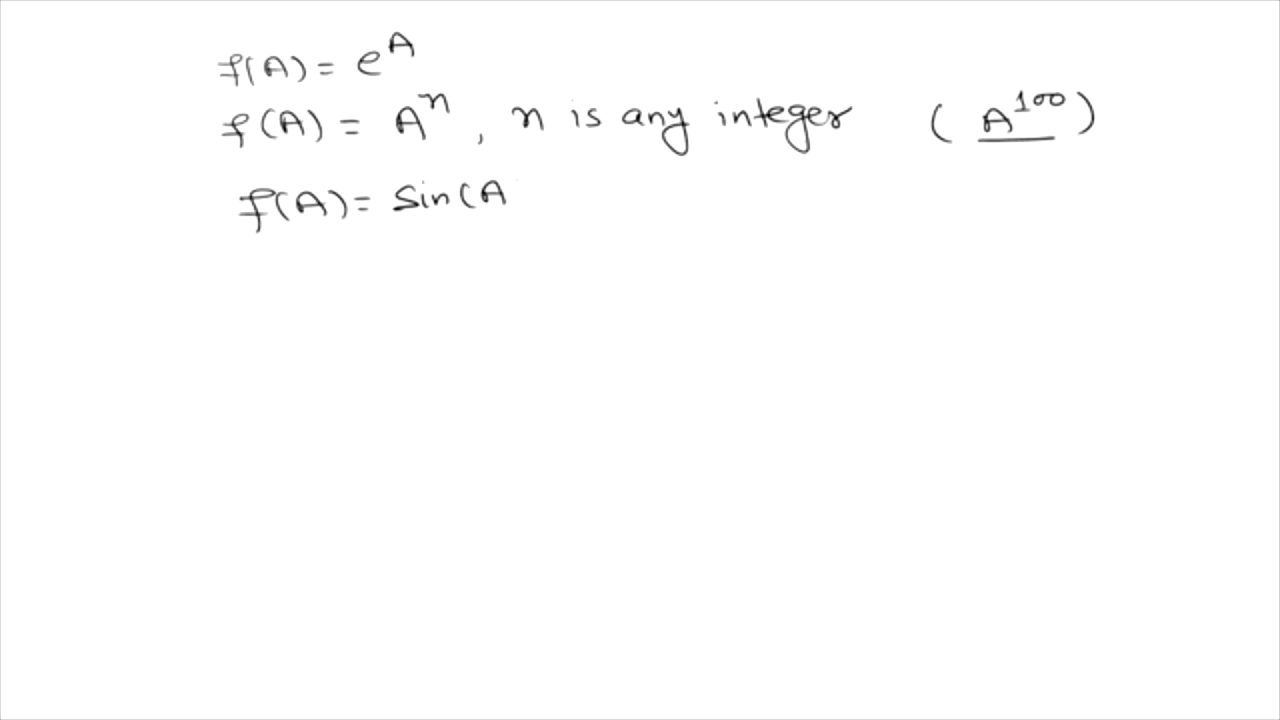 f(A) = e^A
f(A) = A^n , n is any integer ( A^100 )
f(A) = Sin(A